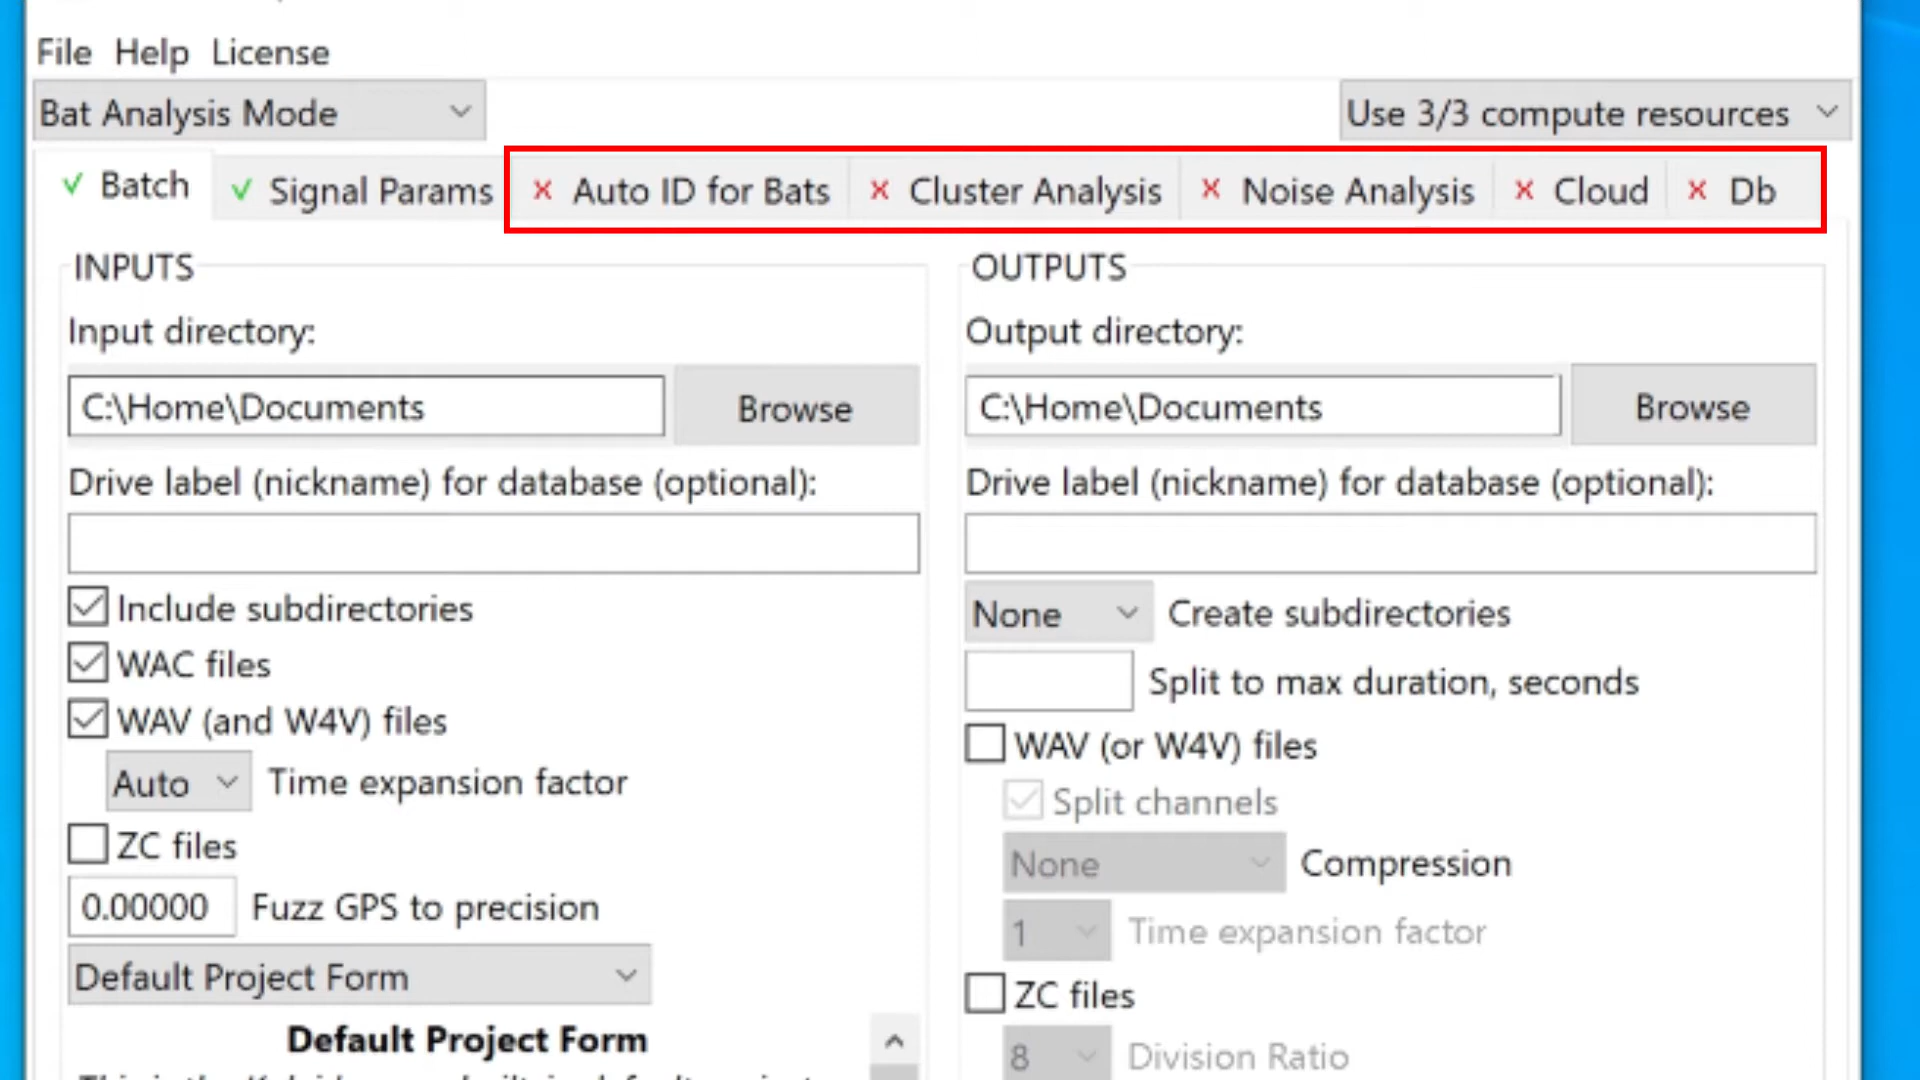 File Help License
Bat Analysis Mode
Use 3/3 compute resources
Batch
Signal Params
Auto ID for Bats
Cluster Analysis
Noise Analysis
Cloud
Db
INPUTS
Input directory:
C:\Home\Documents
Browse
Drive label (nickname) for database (optional):
Include subdirectories
WAC files
WAV (and W4V) files
Auto
Time expansion factor
ZC files
0.00000
Fuzz GPS to precision
Default Project Form
Default Project Form
OUTPUTS
Output directory:
C:\Home\Documents
Browse
Drive label (nickname) for database (optional):
None
Create subdirectories
Split to max duration, seconds
WAV (or W4V) files
Split channels
None
Compression
1
Time expansion factor
ZC files
8
Division Ratio